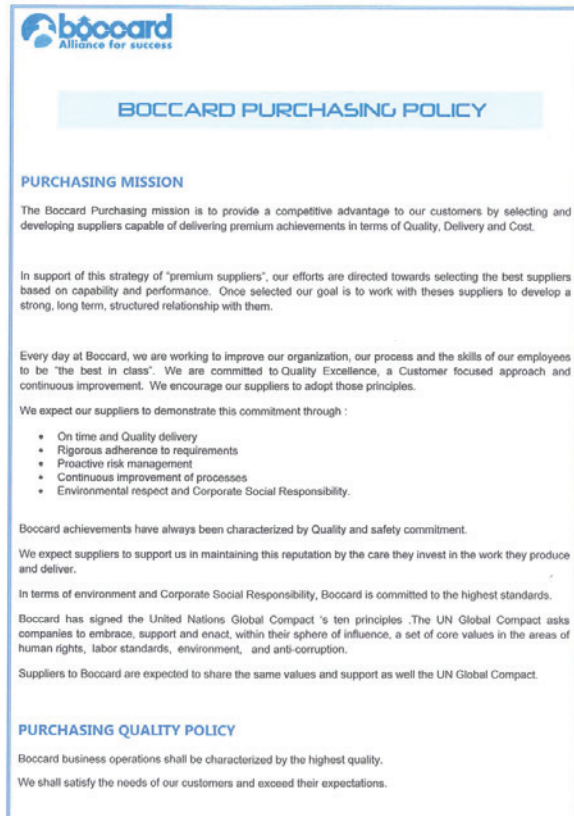 boccard
Alliance for success
BOCCARD PURCHASING POLICY
PURCHASING MISSION
The Boccard Purchasing mission is to provide a competitive advantage to our customers by selecting and
developing suppliers capable of delivering premium achievements in terms of Quality, Delivery and Cost.
In support of this strategy of "premium suppliers", our efforts are directed towards selecting the best suppliers
based on capability and performance. Once selected our goal is to work with theses suppliers to develop a
strong, long term, structured relationship with them.
Every day at Boccard, we are working to improve our organization, our process and the skills of our employees
to be "the best in class". We are committed to Quality Excellence, a Customer focused approach and
continuous improvement. We encourage our suppliers to adopt those principles.
We expect our suppliers to demonstrate this commitment through :
• On time and Quality delivery
• Rigorous adherence to requirements
• Proactive risk management
• Continuous improvement of processes
• Environmental respect and Corporate Social Responsibility.
Boccard achievements have always been characterized by Quality and safety commitment.
We expect suppliers to support us in maintaining this reputation by the care they invest in the work they produce
and deliver.
In terms of environment and Corporate Social Responsibility, Boccard is committed to the highest standards.
Boccard has signed the United Nations Global Compact 's ten principles .The UN Global Compact asks
companies to embrace, support and enact, within their sphere of influence, a set of core values in the areas of
human rights, labor standards, environment, and anti-corruption.
Suppliers to Boccard are expected to share the same values and support as well the UN Global Compact.
PURCHASING QUALITY POLICY
Boccard business operations shall be characterized by the highest quality.
We shall satisfy the needs of our customers and exceed their expectations.